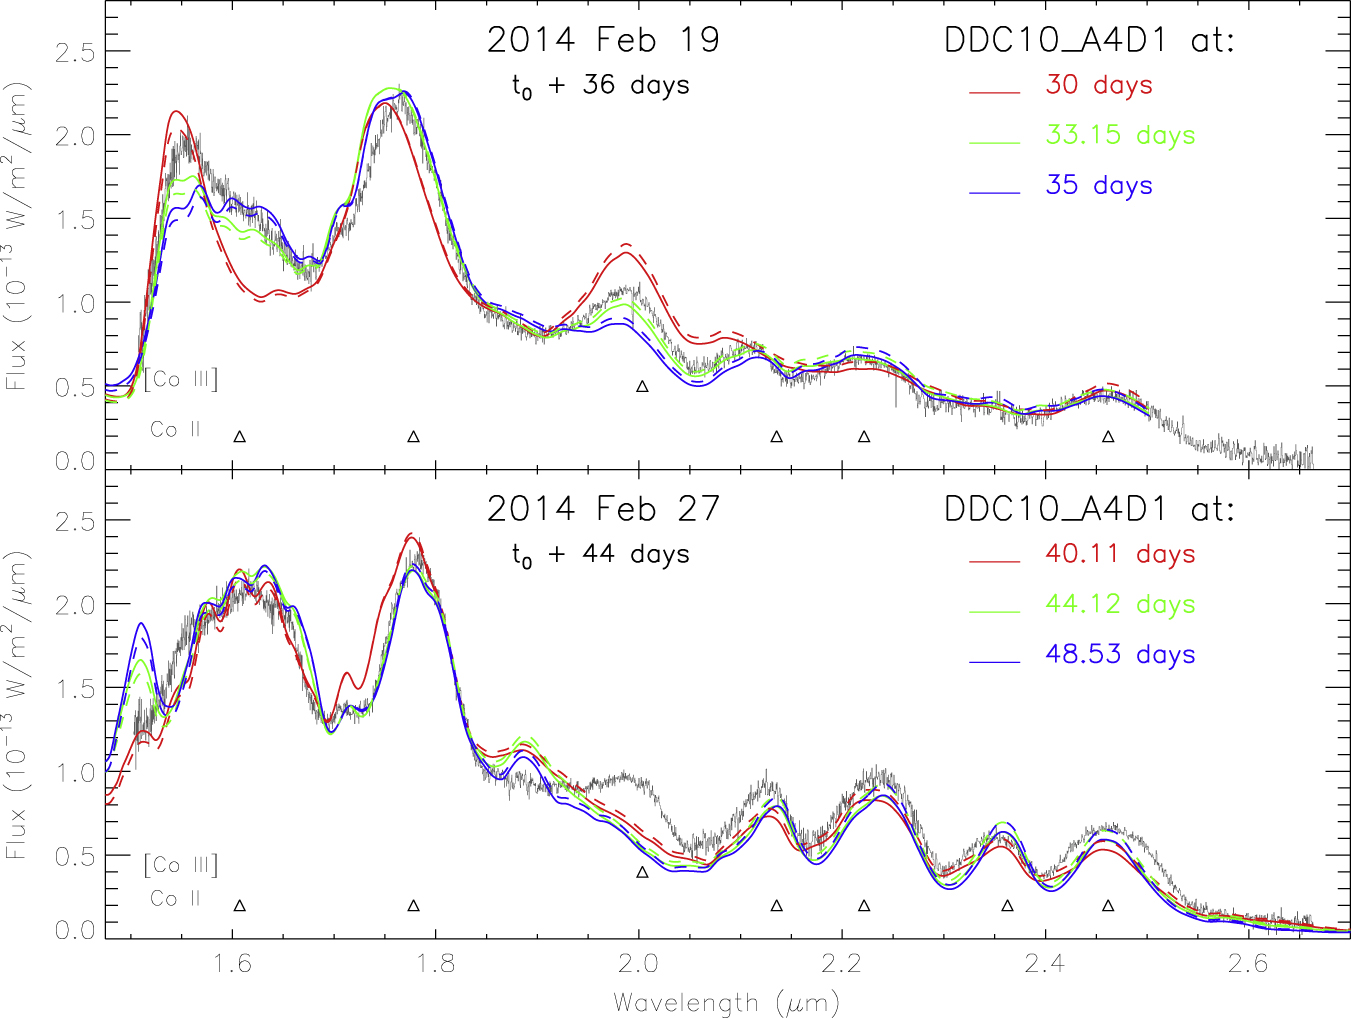 2014 Feb 19
t0 + 36 days
DDC10_A4D1 at:
30 days
33.15 days
35 days
2.5
2.0
1.5
1.0
0.5
0.0
Flux (10−13 W/m2/μm)
[Co III]
Co II
2014 Feb 27
t0 + 44 days
DDC10_A4D1 at:
40.11 days
44.12 days
48.53 days
2.5
2.0
1.5
1.0
0.5
0.0
Flux (10−13 W/m2/μm)
[Co III]
Co II
1.6 1.8 2.0 2.2 2.4 2.6
Wavelength (μm)